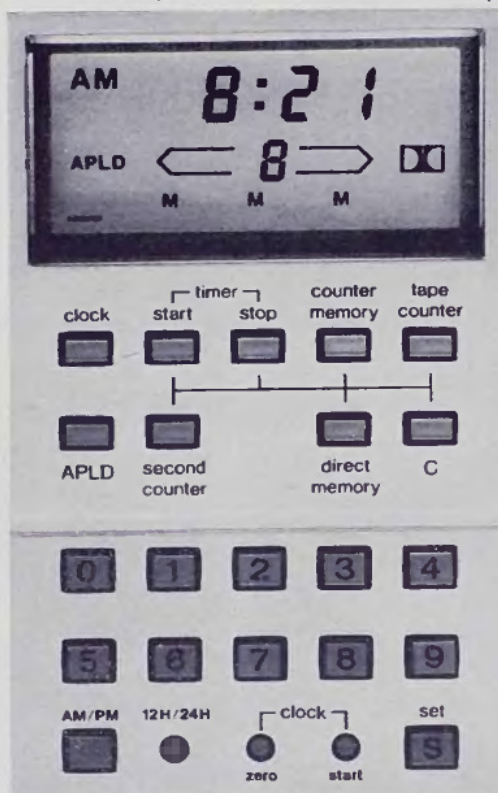 AM 8:21
APLD 8
M M M
timer counter tape
clock start stop memory counter
APLD second direct C
counter memory
0 1 2 3 4
5 6 7 8 9
AM/PM 12H/24H clock set
S
zero start